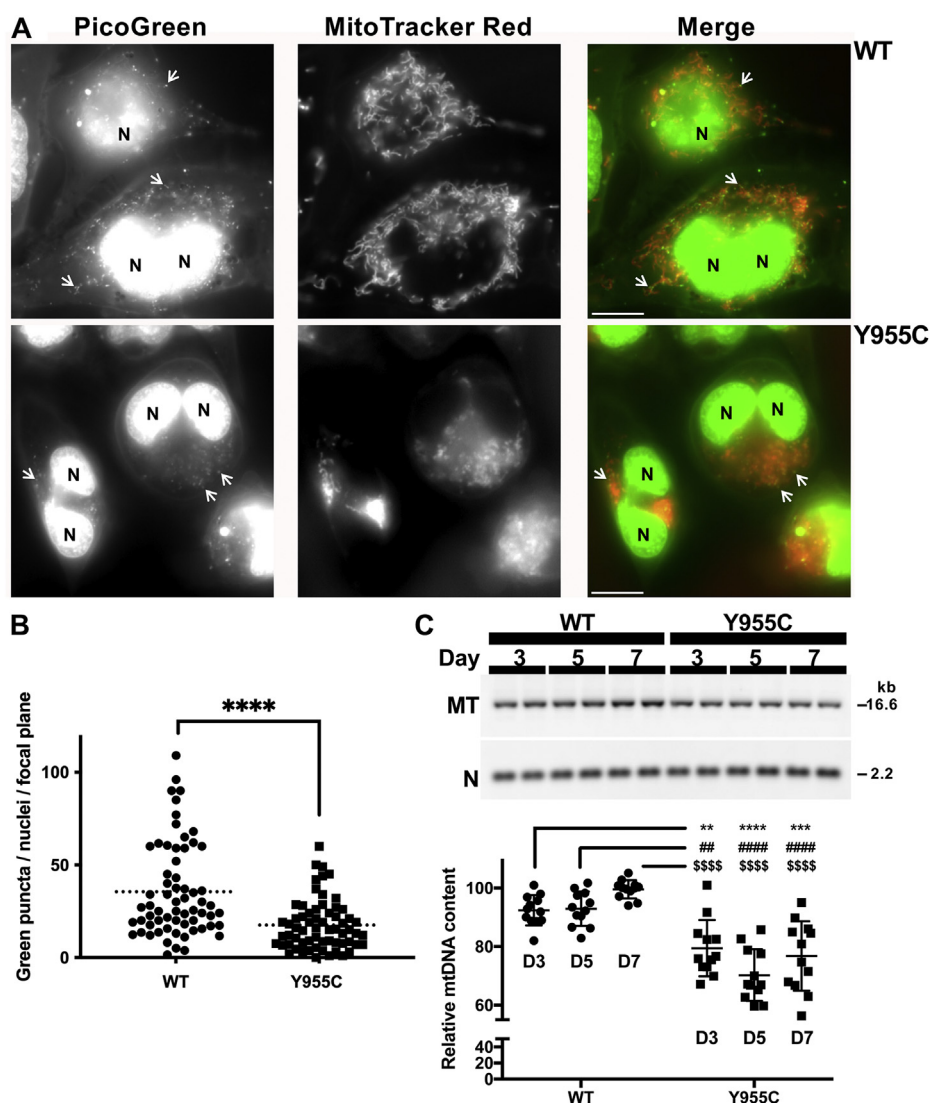 A PicoGreen MitoTracker Red Merge
WT
N
N
N N
N N
Y955C
N N
N N
N
N
N
N
B
****
Green puncta / nuclei / focal plane
100
50
0
WT Y955C
C
WT Y955C
Day 3 5 7 3 5 7
kb
MT –16.6
N – 2.2
** **** ***
## #### ####
$$$$ $$$$ $$$$
Relative mtDNA content
100
80
60
40
20
0
D3 D5 D7
D3 D5 D7
WT Y955C